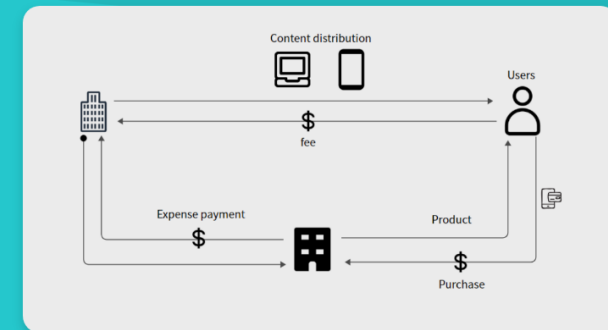 Content distribution
Users
$
fee
Expense payment
$
Product
$
Purchase